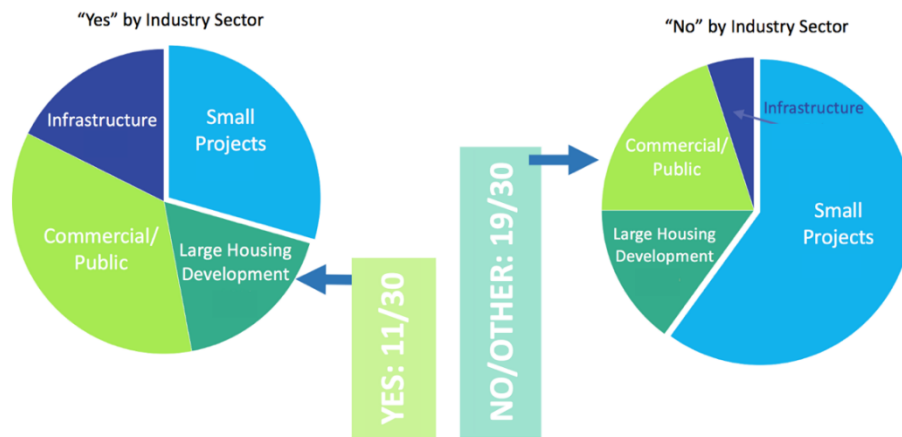 “Yes” by Industry Sector
Infrastructure
Small
Projects
Commercial/
Public
Large Housing
Development
YES: 11/30
NO/OTHER: 19/30
“No” by Industry Sector
Infrastructure
Commercial/
Public
Small
Projects
Large Housing
Development